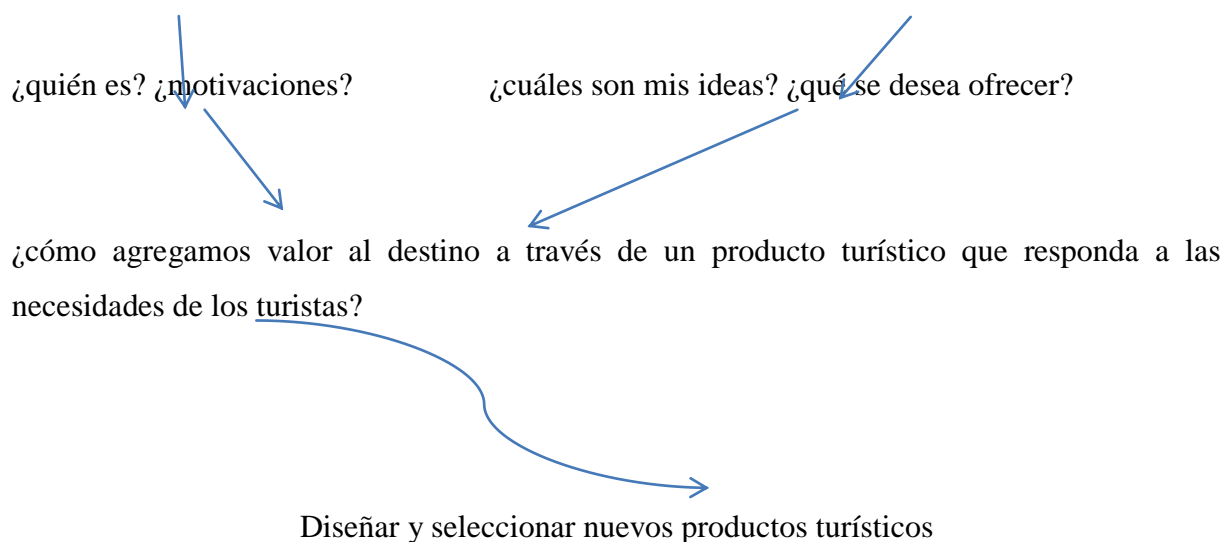 ¿quién es? ¿motivaciones? ¿cuáles son mis ideas? ¿qué se desea ofrecer?
¿cómo agregamos valor al destino a través de un producto turístico que responda a las
necesidades de los turistas?
Diseñar y seleccionar nuevos productos turísticos